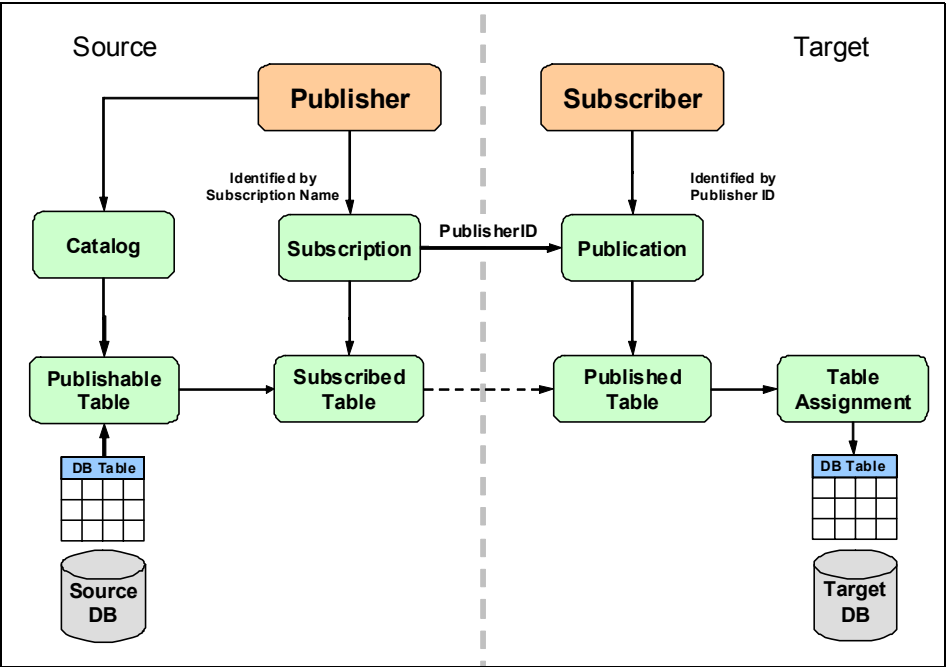 Source
Target
Publisher
Subscriber
Identified by
Subscription Name
Identified by
Publisher ID
Catalog
Subscription
PublisherID
Publication
Publishable
Table
Subscribed
Table
Published
Table
Table
Assignment
DB Table
DB Table
Source
DB
Target
DB